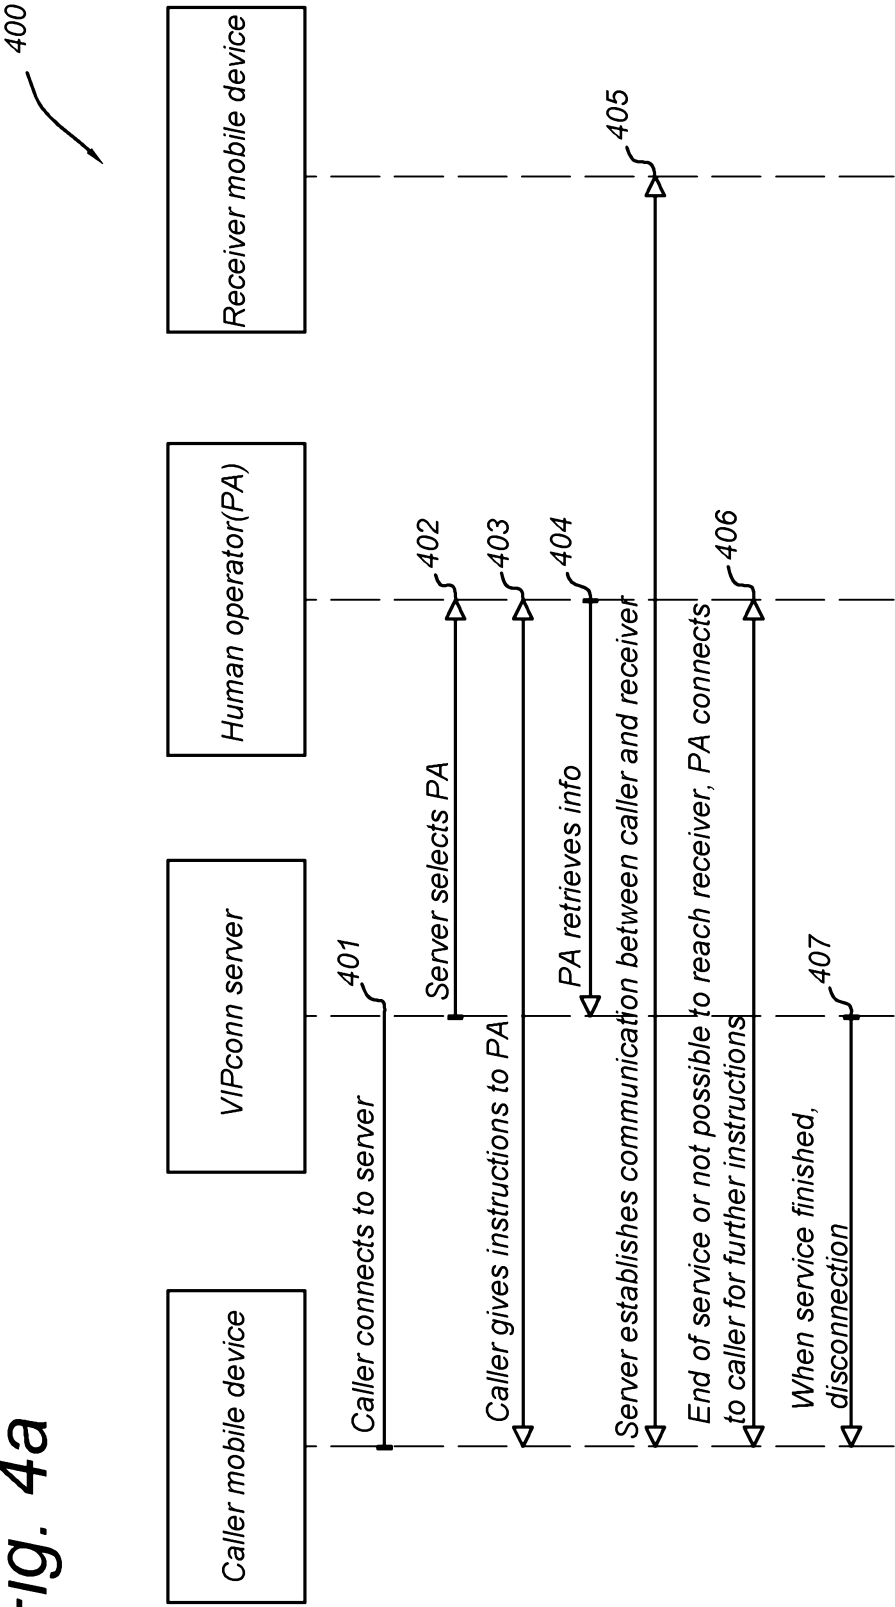 Fig. 4a
400
Caller mobile device
VIPconn server
Human operator(PA)
Receiver mobile device
Caller connects to server
401
Server selects PA
402
Caller gives instructions to PA
403
PA retrieves info
404
Server establishes communication between caller and receiver
405
End of service or not possible to reach receiver, PA connects
to caller for further instructions
406
When service finished,
disconnection
407